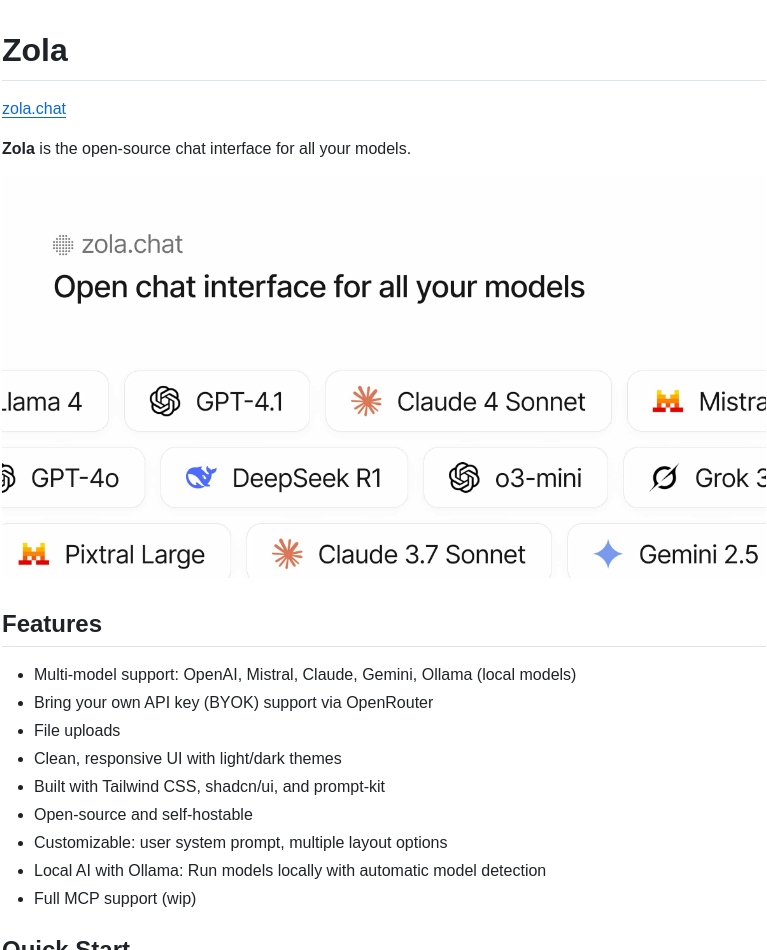 Zola
zola.chat
Zola is the open-source chat interface for all your models.
zola.chat
Open chat interface for all your models
Llama 4
GPT-4.1
Claude 4 Sonnet
Mistra
GPT-4o
DeepSeek R1
o3-mini
Grok 3
Pixtral Large
Claude 3.7 Sonnet
Gemini 2.5
Features
Multi-model support: OpenAI, Mistral, Claude, Gemini, Ollama (local models)
Bring your own API key (BYOK) support via OpenRouter
File uploads
Clean, responsive UI with light/dark themes
Built with Tailwind CSS, shadcn/ui, and prompt-kit
Open-source and self-hostable
Customizable: user system prompt, multiple layout options
Local AI with Ollama: Run models locally with automatic model detection
Full MCP support (wip)
Quick Start